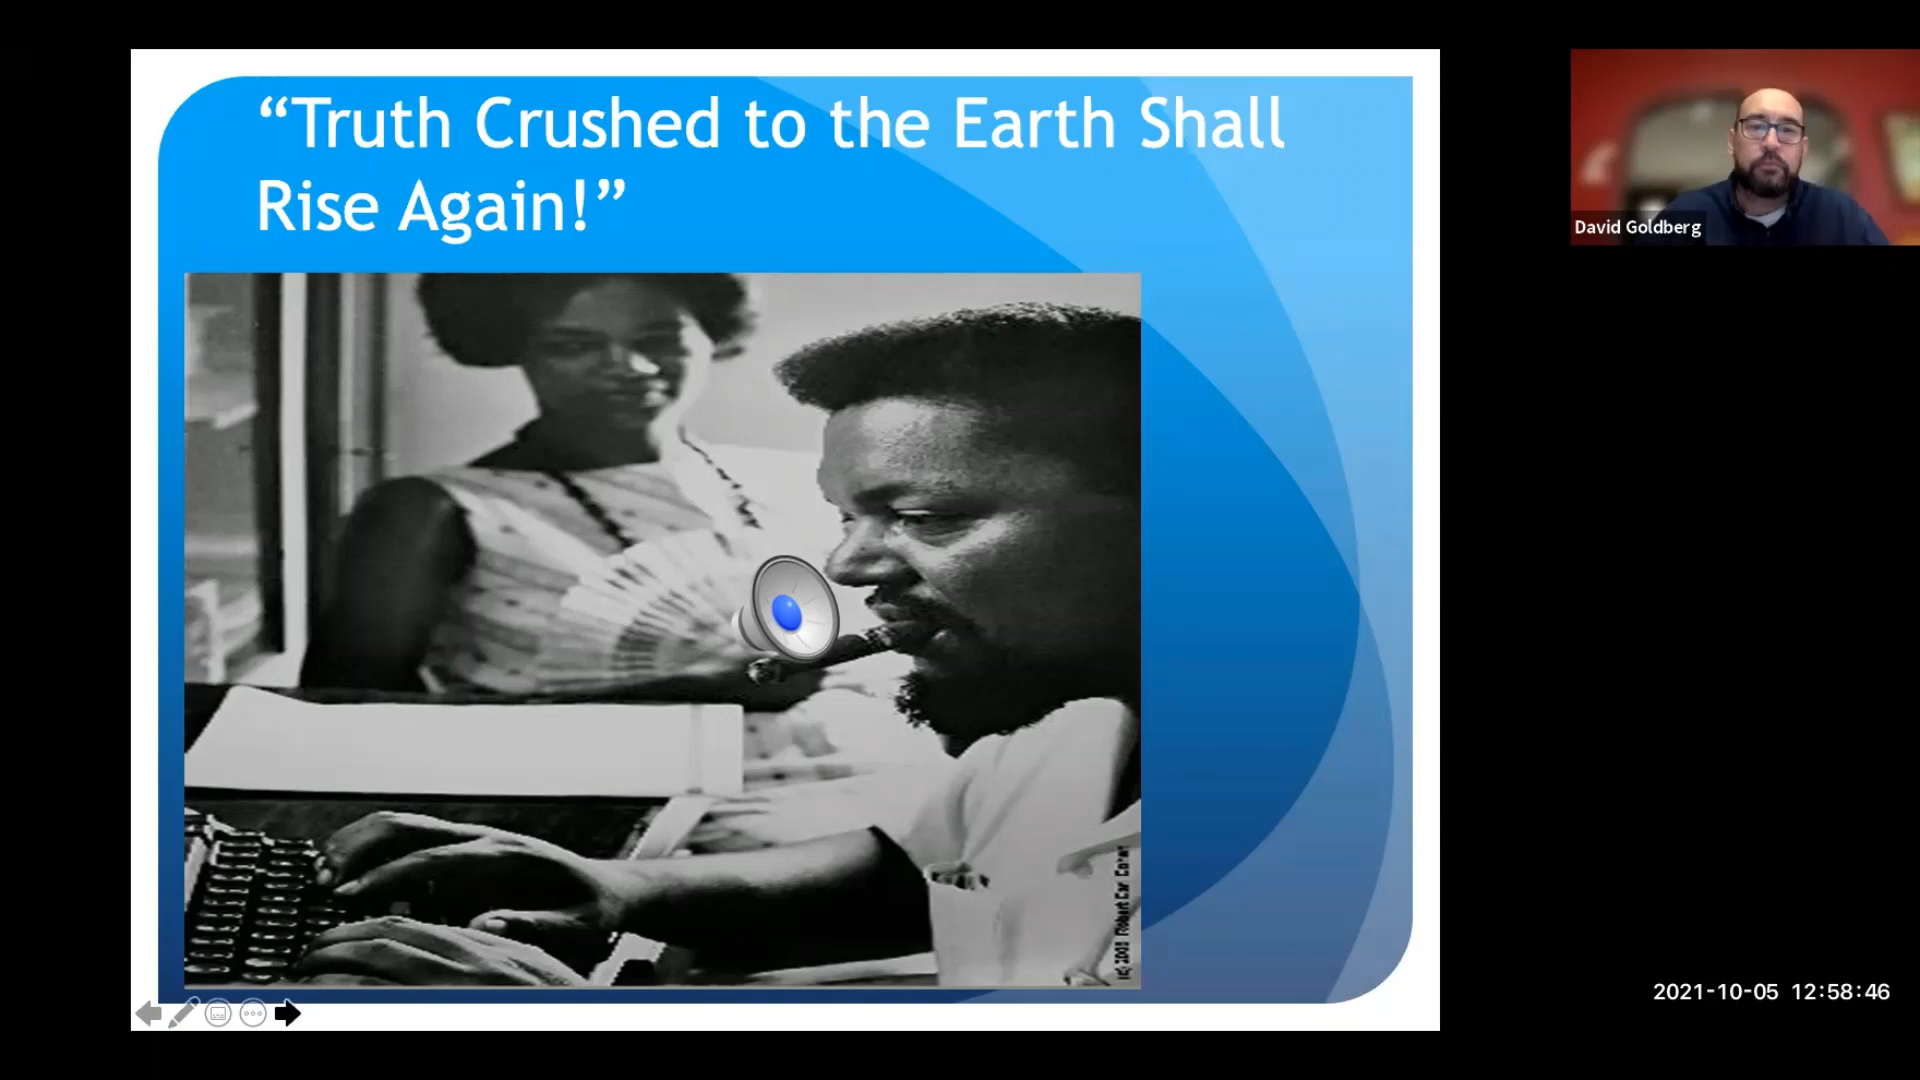 “Truth Crushed to the Earth Shall
Rise Again!”
David Goldberg
2021-10-05 12:58:46